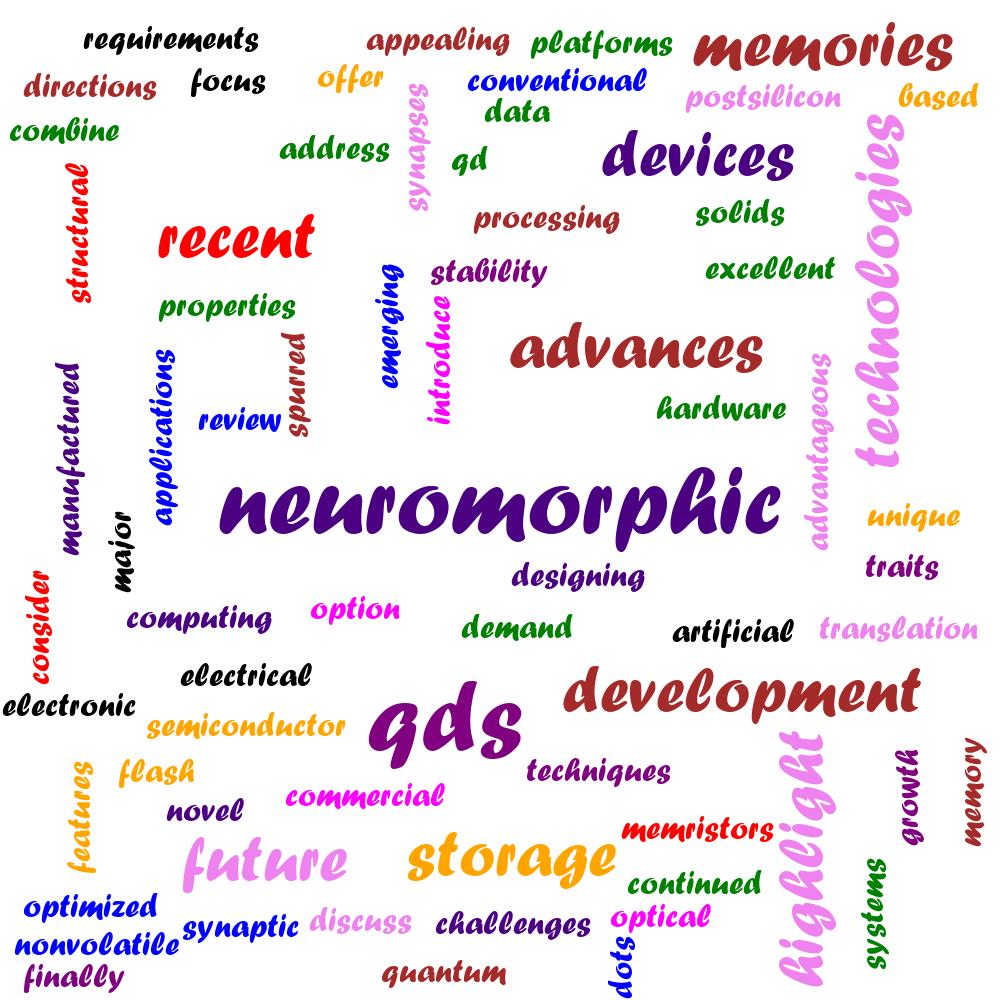 requirements
appealing
platforms
memories
directions
focus
offer
conventional
postsilicon
based
combine
data
synapses
technologies
address
qd
devices
structural
recent
processing
solids
emerging
stability
excellent
properties
introduce
spurred
advances
manufactured
applications
review
hardware
advantageous
neuromorphic
unique
major
designing
traits
consider
computing
option
demand
artificial
translation
electrical
electronic
semiconductor
qds
development
features
flash
techniques
highlight
growth
memory
novel
commercial
memristors
future
storage
continued
systems
optimized
synaptic
discuss
challenges
optical
nonvolatile
dots
finally
quantum